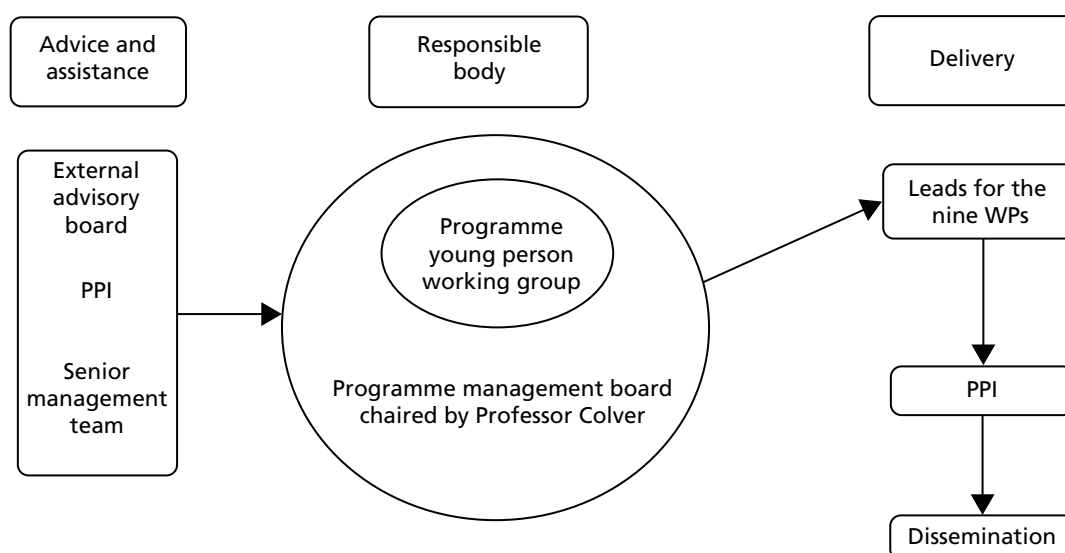 Advice and
assistance
Responsible
body
Delivery
External
advisory
board
PPI
Senior
management
team
Programme
young person
working group
Programme management board
chaired by Professor Colver
Leads for the
nine WPs
PPI
Dissemination